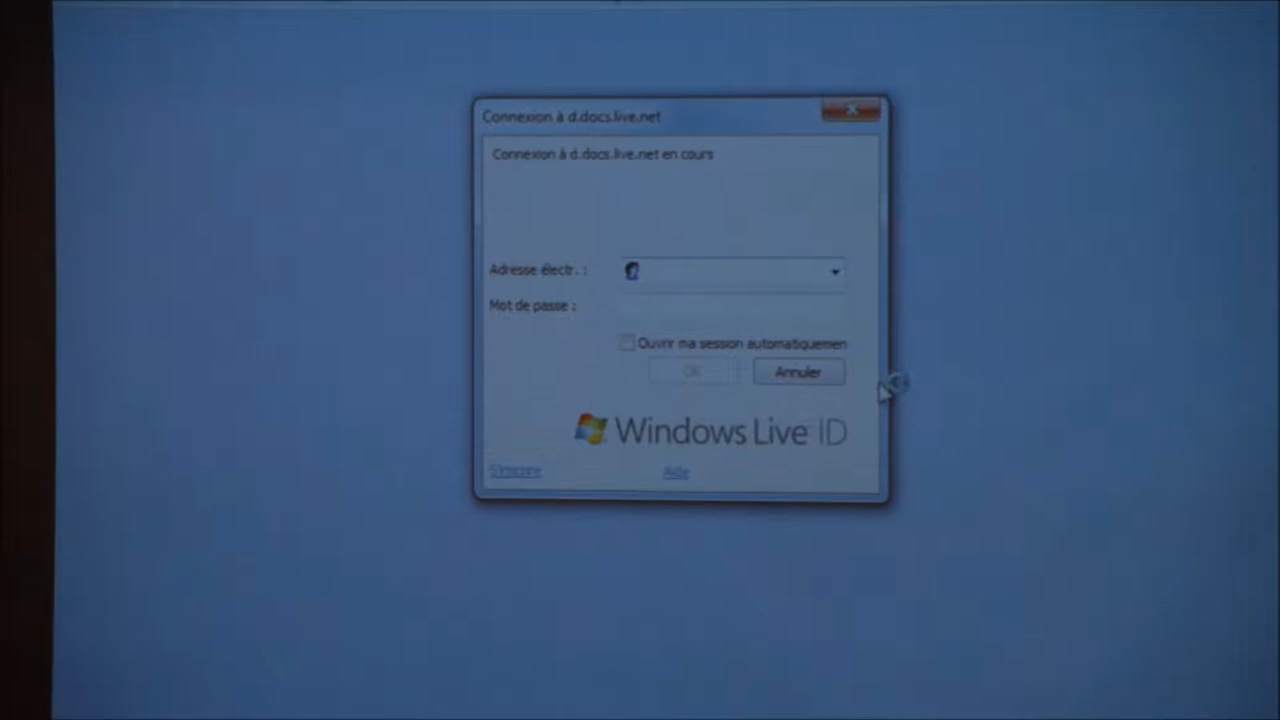 Connexion à d.docs.live.net
Connexion à d.docs.live.net en cours
Adresse électr. :
Mot de passe :
Ouvrir ma session automatiquemen
OK Annuler
Windows Live ID
S'inscrire Aide